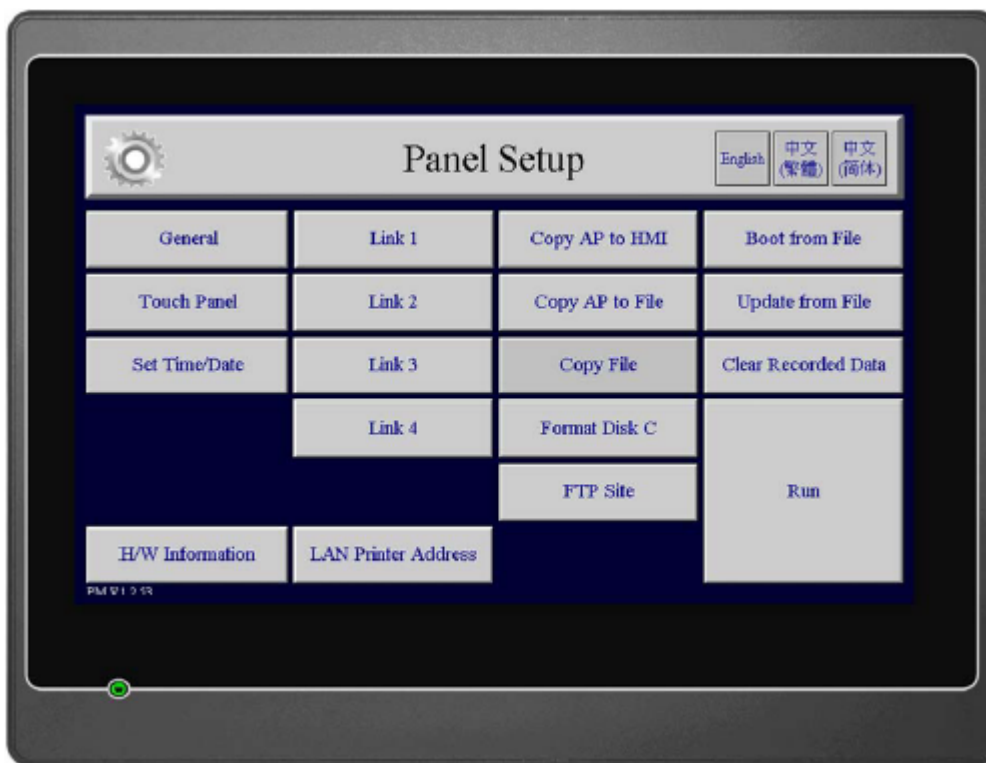 Panel Setup
English
中文
(繁體)
中文
(简体)
General
Link 1
Copy AP to HMI
Boot from File
Touch Panel
Link 2
Copy AP to File
Update from File
Set Time/Date
Link 3
Copy File
Clear Recorded Data
Link 4
Format Disk C
FTP Site
Run
H/W Information
LAN Printer Address